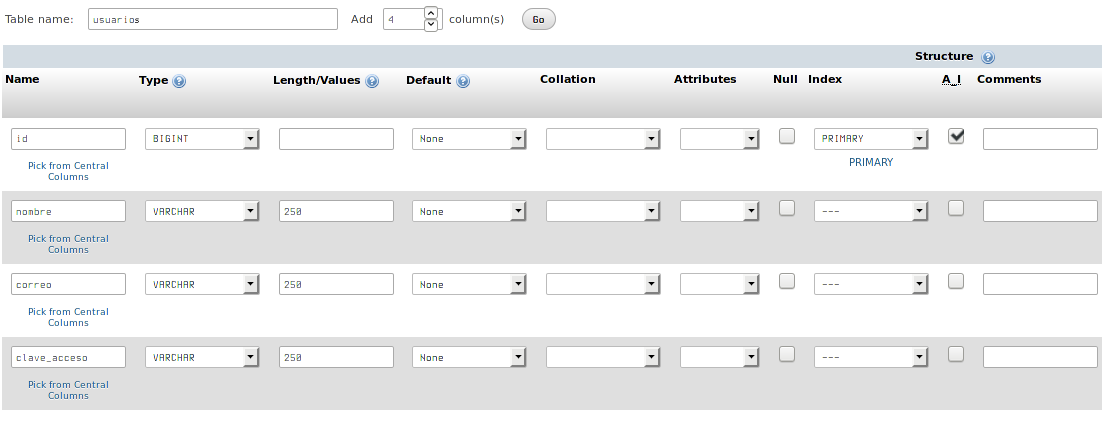 Table name: usuarios Add 4 column(s) Go
Structure
Name Type Length/Values Default Collation Attributes Null Index A_I Comments
id BIGINT None PRIMARY
Pick from Central PRIMARY
Columns
nombre VARCHAR 250 None ---
Pick from Central
Columns
correo VARCHAR 250 None ---
Pick from Central
Columns
clave_acceso VARCHAR 250 None ---
Pick from Central
Columns